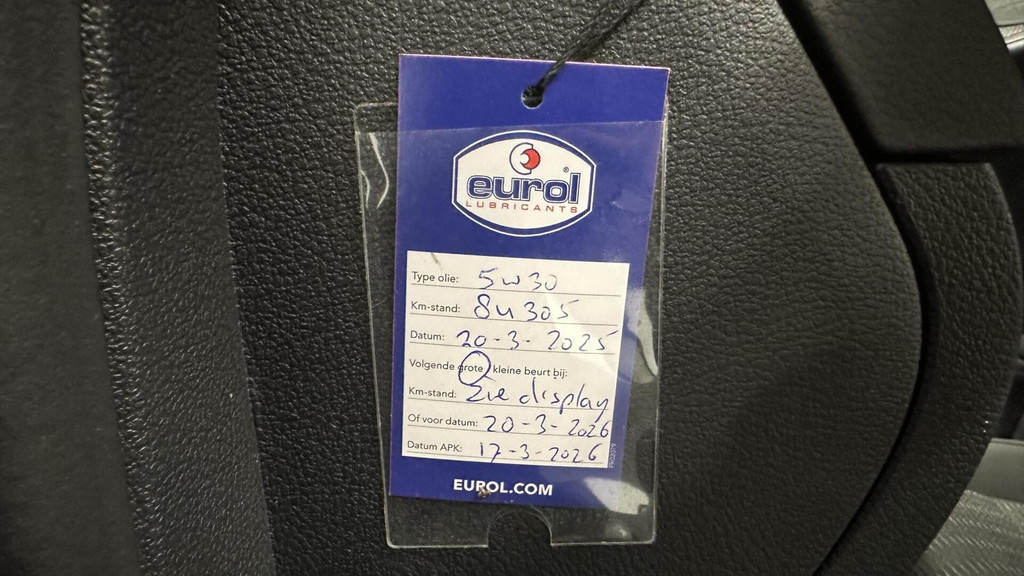 eurol®
LUBRICANTS
Type olie: 5w30
Km-stand: 84305
Datum: 20-3-2025
Volgende grote/kleine beurt bij:
Km-stand: Zie display
Of voor datum: 20-3-2026
Datum APK: 17-3-2026
EUROL.COM